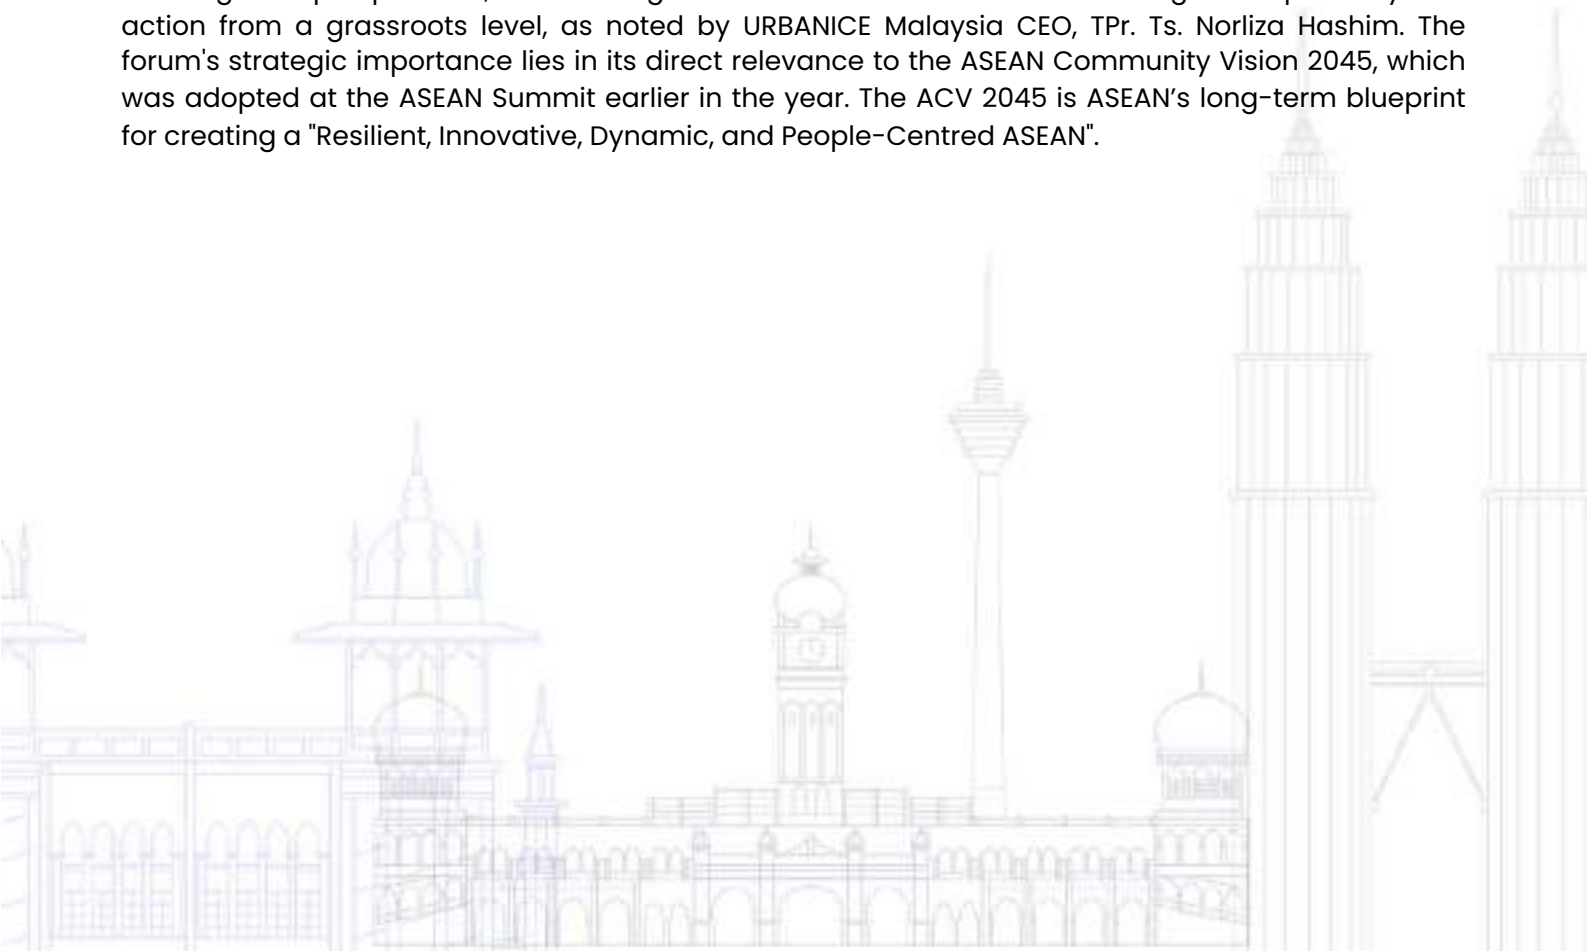 action from a grassroots level, as noted by URBANICE Malaysia CEO, TPr. Ts. Norliza Hashim. The
forum's strategic importance lies in its direct relevance to the ASEAN Community Vision 2045, which
was adopted at the ASEAN Summit earlier in the year. The ACV 2045 is ASEAN’s long-term blueprint
for creating a "Resilient, Innovative, Dynamic, and People-Centred ASEAN".